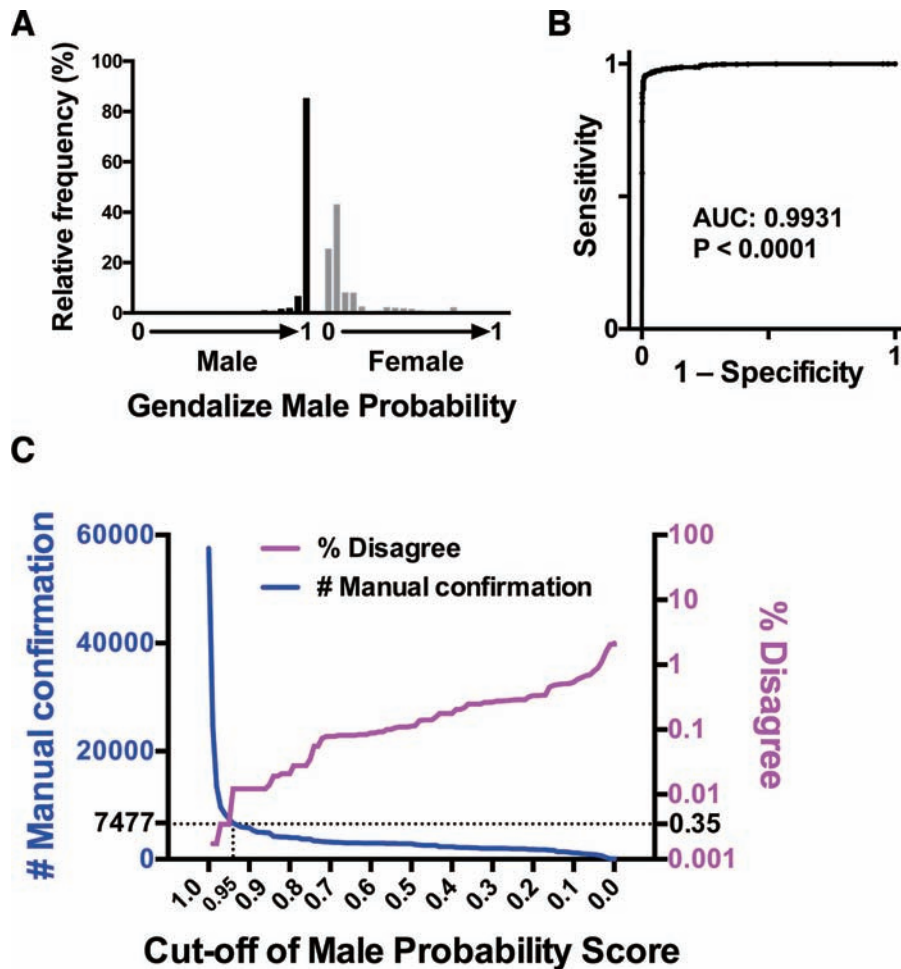 A
Relative frequency (%)
100
80
60
40
20
0
0 1 0 1
Male Female
Gendalize Male Probability
B
Sensitivity
1
0
AUC: 0.9931
P < 0.0001
0 1
1 – Specificity
C
# Manual confirmation
60000
40000
20000
7477
0
% Disagree
# Manual confirmation
100
10
1
0.1
0.01
0.35
0.001
% Disagree
1.0 0.95 0.9 0.8 0.7 0.6 0.5 0.4 0.3 0.2 0.1 0.0
Cut-off of Male Probability Score